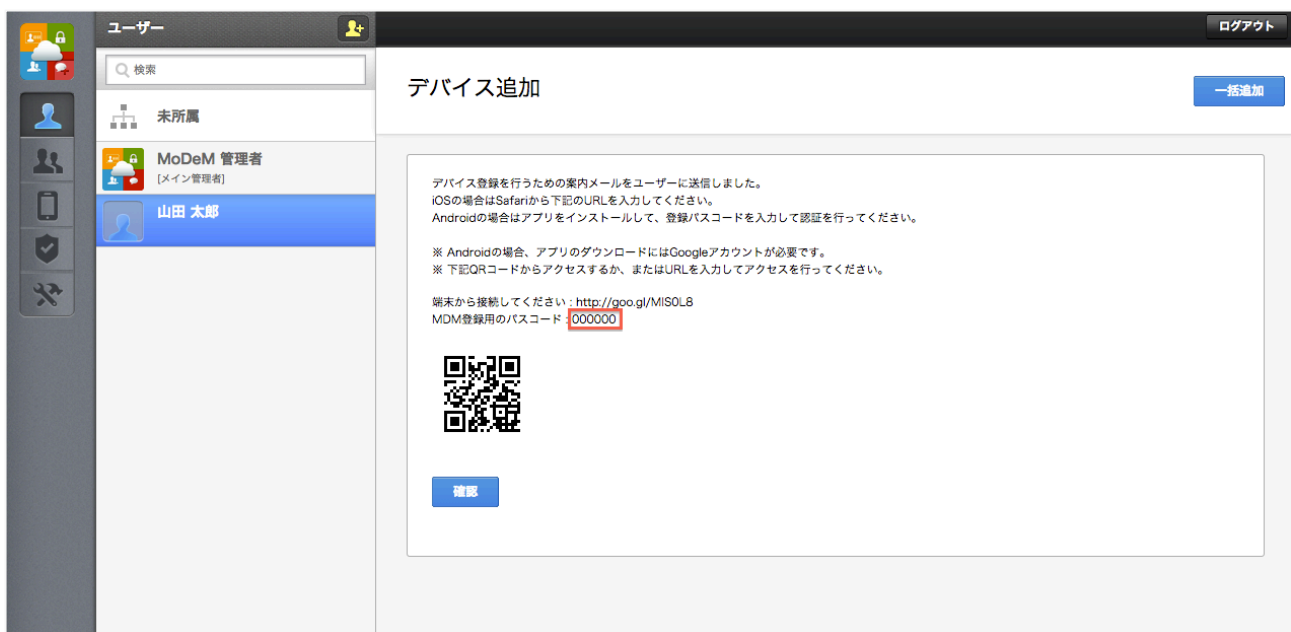 ユーザー
ログアウト
検索
未所属
MoDeM 管理者
[メイン管理者]
山田 太郎
デバイス追加
一括追加
デバイス登録を行うための案内メールをユーザーに送信しました。
iOSの場合はSafariから下記のURLを入力してください。
Androidの場合はアプリをインストールして、登録パスコードを入力して認証を行ってください。
※ Androidの場合、アプリのダウンロードにはGoogleアカウントが必要です。
※ 下記QRコードからアクセスするか、またはURLを入力してアクセスを行ってください。
端末から接続してください : http://goo.gl/MIS0LB
MDM登録用のパスコード : 000000
確認